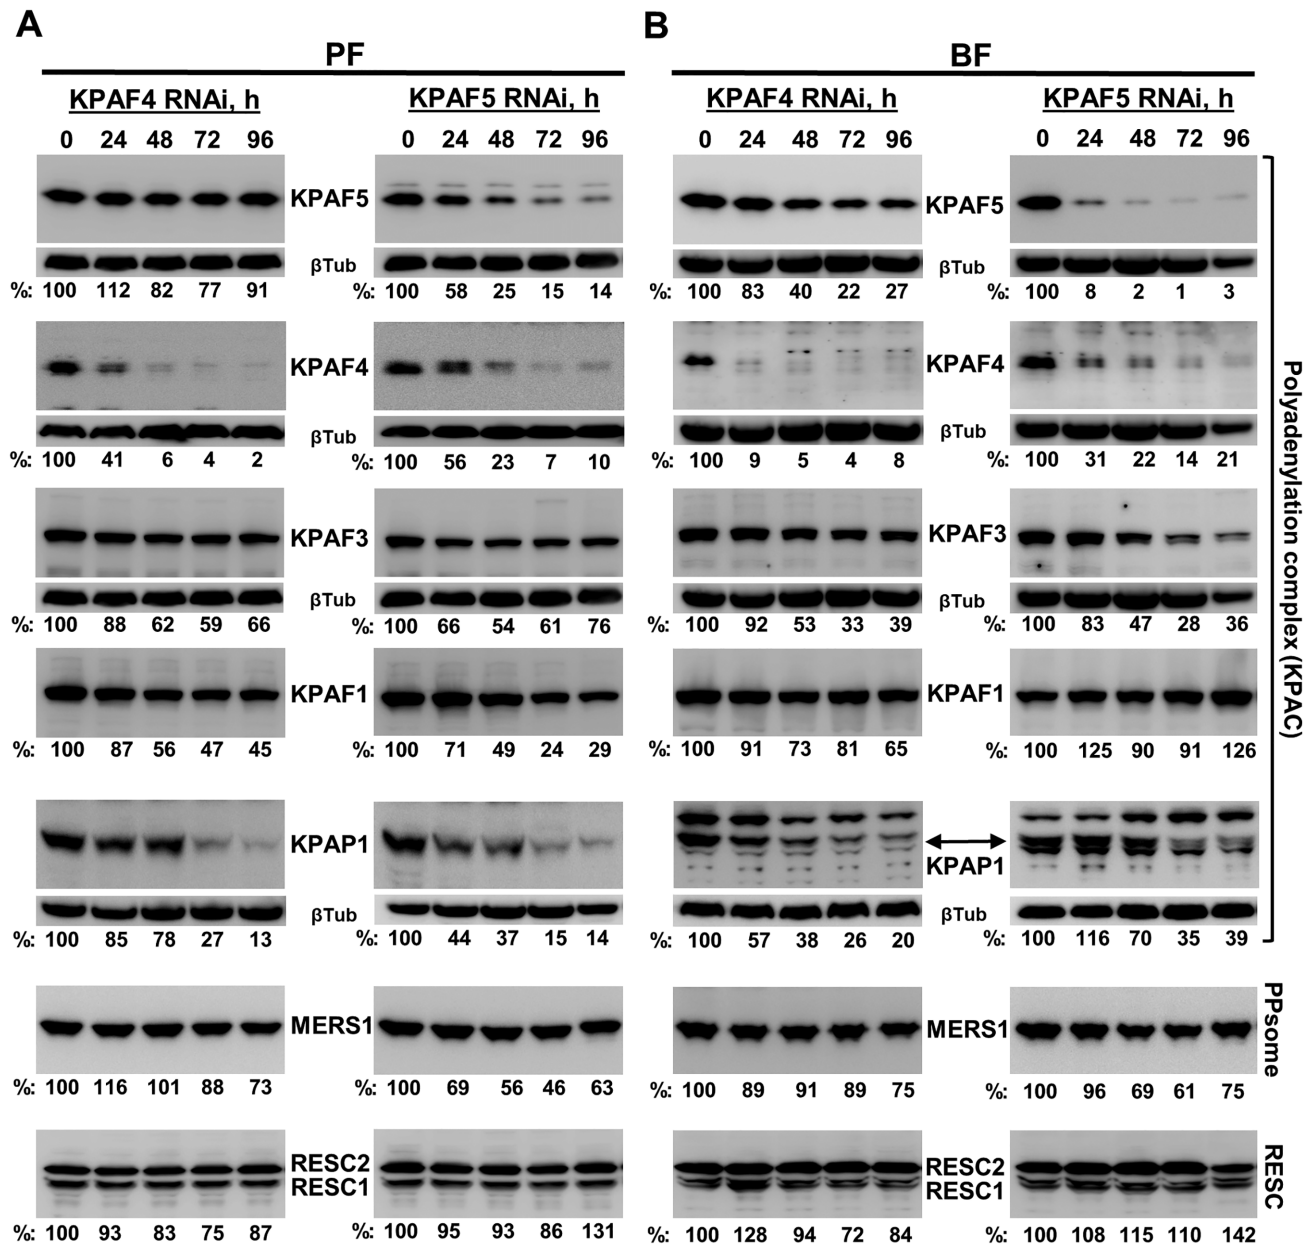 A
B
PF
BF
KPAF4 RNAi, h
KPAF5 RNAi, h
KPAF4 RNAi, h
KPAF5 RNAi, h
0 24 48 72 96
0 24 48 72 96
0 24 48 72 96
0 24 48 72 96
KPAF5
KPAF5
βTub
βTub
%: 100 112 82 77 91
%: 100 58 25 15 14
%: 100 83 40 22 27
%: 100 8 2 1 3
KPAF4
KPAF4
βTub
βTub
%: 100 41 6 4 2
%: 100 56 23 7 10
%: 100 9 5 4 8
%: 100 31 22 14 21
KPAF3
KPAF3
βTub
βTub
%: 100 88 62 59 66
%: 100 66 54 61 76
%: 100 92 53 33 39
%: 100 83 47 28 36
KPAF1
KPAF1
%: 100 87 56 47 45
%: 100 71 49 24 29
%: 100 91 73 81 65
%: 100 125 90 91 126
KPAP1
KPAP1
βTub
βTub
%: 100 85 78 27 13
%: 100 44 37 15 14
%: 100 57 38 26 20
%: 100 116 70 35 39
Polyadenylation complex (KPAC)
MERS1
MERS1
%: 100 116 101 88 73
%: 100 69 56 46 63
%: 100 89 91 89 75
%: 100 96 69 61 75
PPsome
RESC2
RESC1
RESC2
RESC1
%: 100 93 83 75 87
%: 100 95 93 86 131
%: 100 128 94 72 84
%: 100 108 115 110 142
RESC